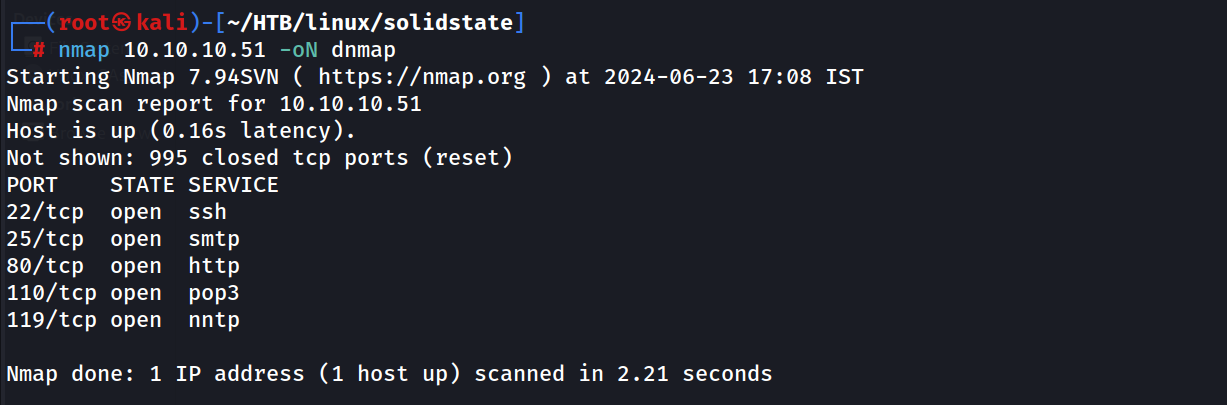 ┌──(root㉿kali)-[~/HTB/linux/solidstate]
└─# nmap 10.10.10.51 -oN dnmap
Starting Nmap 7.94SVN ( https://nmap.org ) at 2024-06-23 17:08 IST
Nmap scan report for 10.10.10.51
Host is up (0.16s latency).
Not shown: 995 closed tcp ports (reset)
PORT    STATE SERVICE
22/tcp  open  ssh
25/tcp  open  smtp
80/tcp  open  http
110/tcp open  pop3
119/tcp open  nntp
Nmap done: 1 IP address (1 host up) scanned in 2.21 seconds